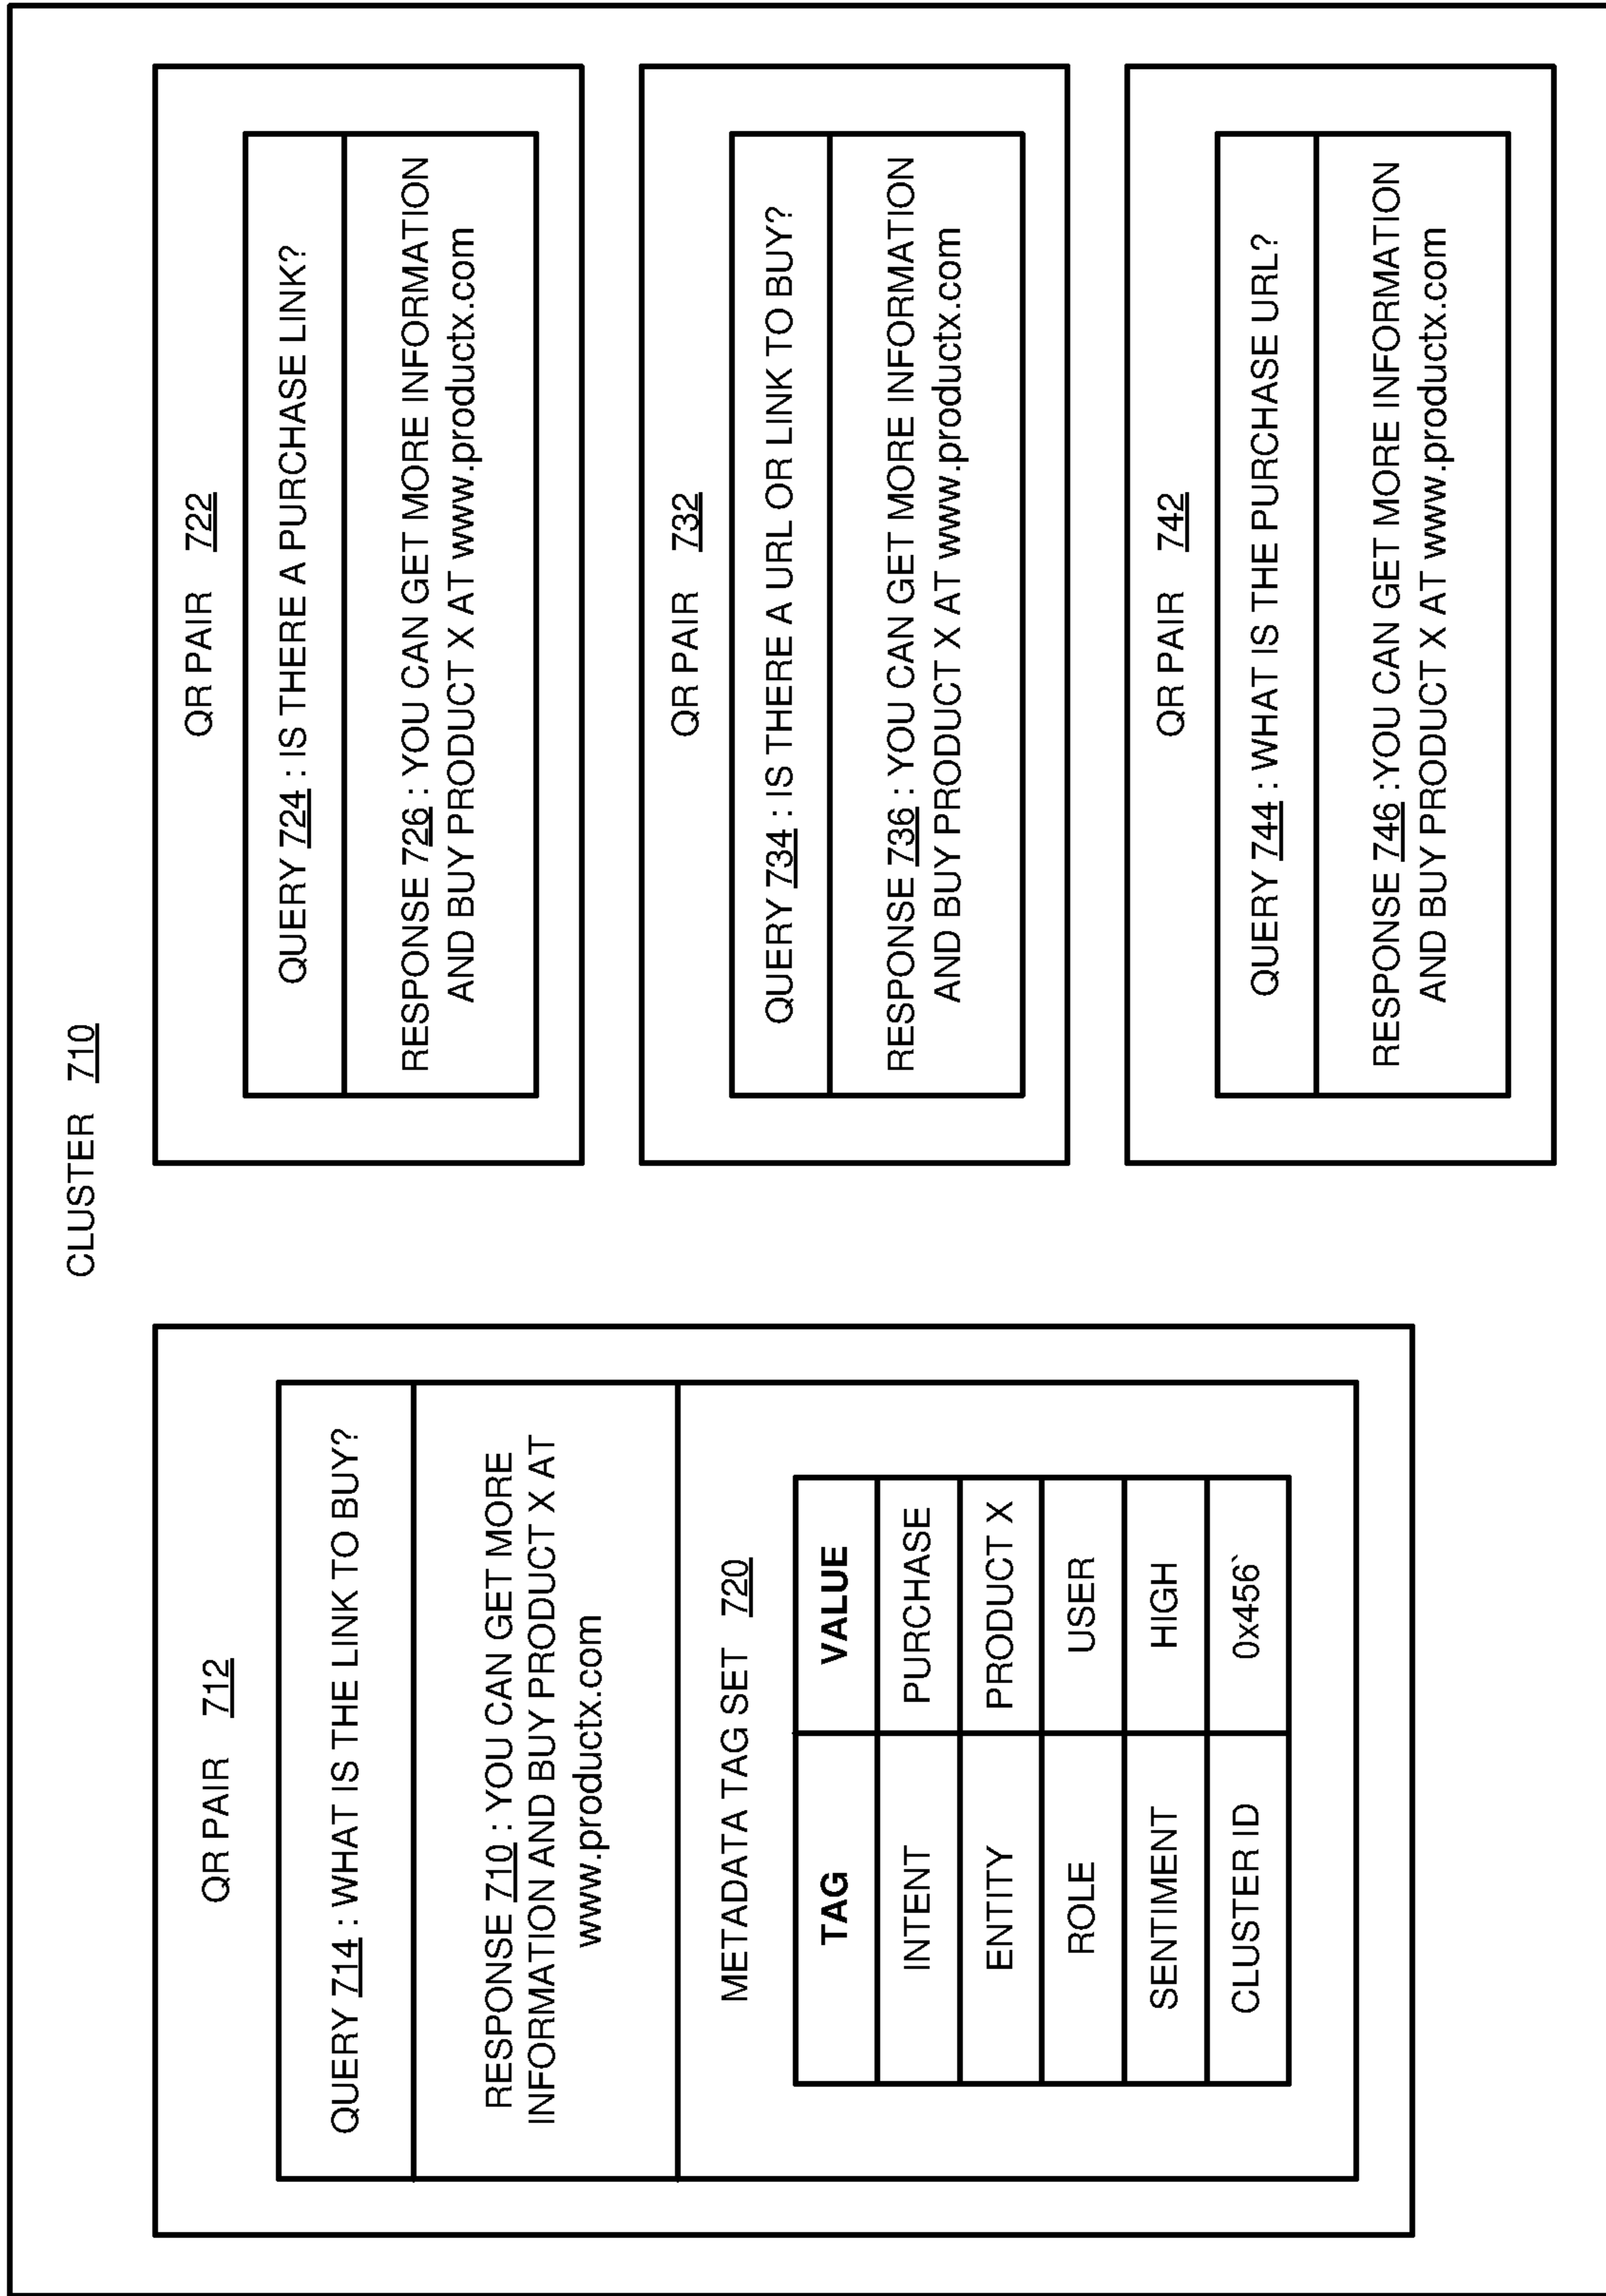 CLUSTER 710
QR PAIR 712
QUERY 714 : WHAT IS THE LINK TO BUY?
RESPONSE 710 : YOU CAN GET MORE
INFORMATION AND BUY PRODUCT X AT
www.productx.com
METADATA TAG SET 720
TAG VALUE
INTENT PURCHASE
ENTITY PRODUCT X
ROLE USER
SENTIMENT HIGH
CLUSTER ID 0x456`
QR PAIR 722
QUERY 724 : IS THERE A PURCHASE LINK?
RESPONSE 726 : YOU CAN GET MORE INFORMATION
AND BUY PRODUCT X AT www.productx.com
QR PAIR 732
QUERY 734 : IS THERE A URL OR LINK TO BUY?
RESPONSE 736 : YOU CAN GET MORE INFORMATION
AND BUY PRODUCT X AT www.productx.com
QR PAIR 742
QUERY 744 : WHAT IS THE PURCHASE URL?
RESPONSE 746 :YOU CAN GET MORE INFORMATION
AND BUY PRODUCT X AT www.productx.com